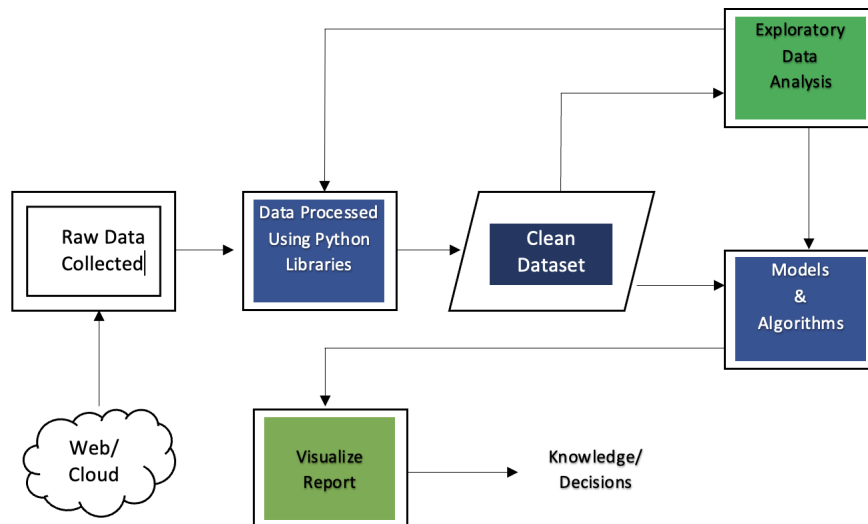 Exploratory
Data
Analysis
Raw Data
Collected
Data Processed
Using Python
Libraries
Clean
Dataset
Models
&
Algorithms
Web/
Cloud
Visualize
Report
Knowledge/
Decisions